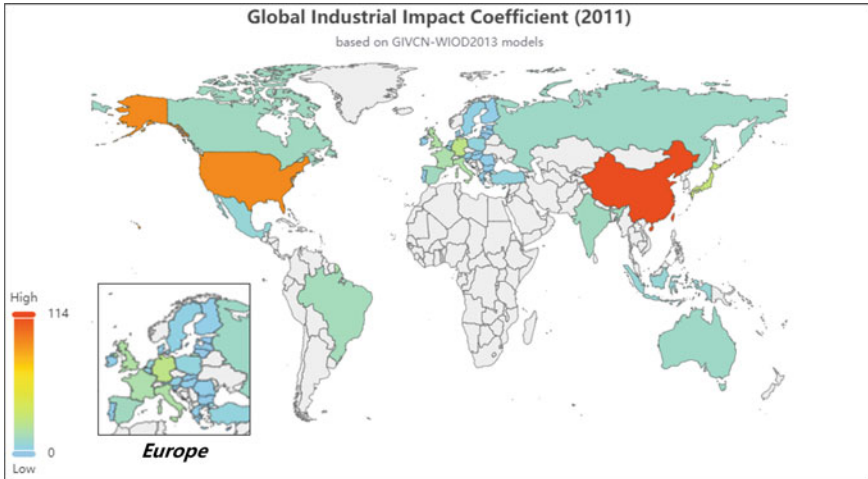 Global Industrial Impact Coefficient (2011)
based on GIVCN-WIOD2013 models
High
114
0
Low
Europe